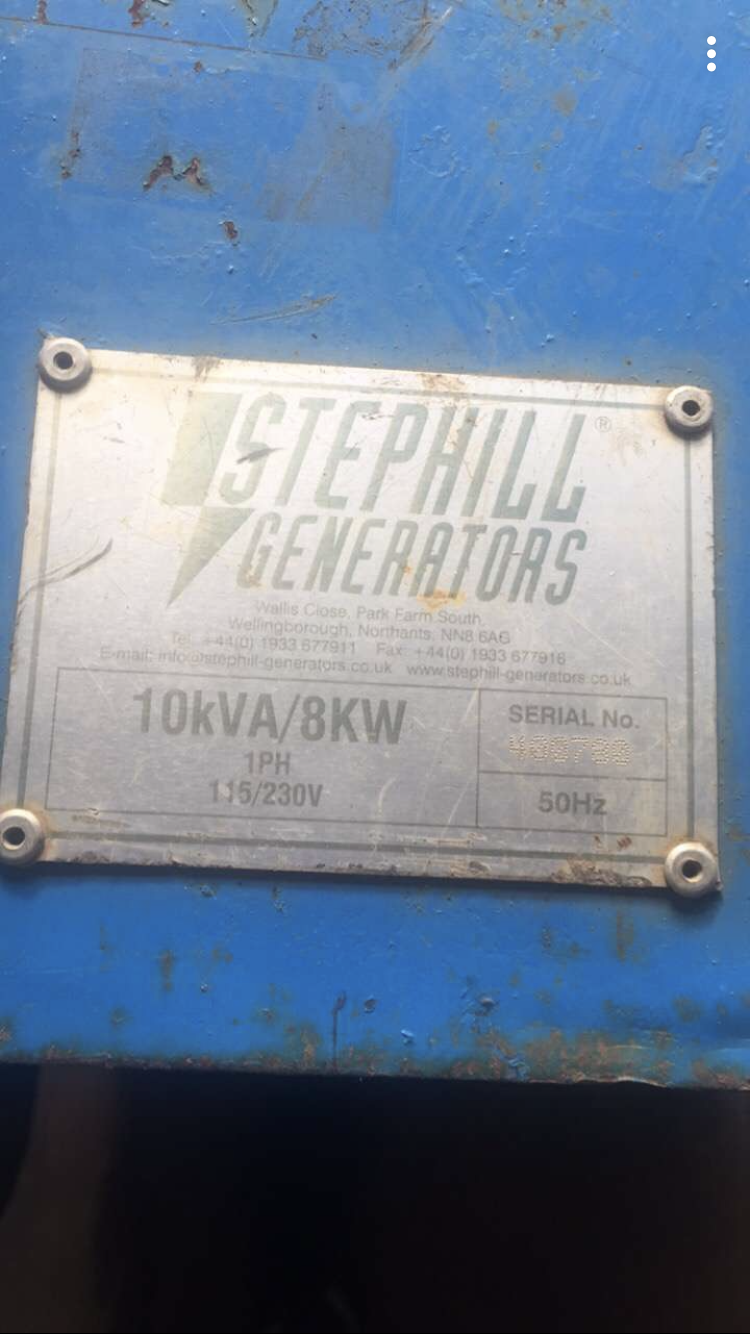 STEPHILL®
GENERATORS
Wallis Close, Park Farm South,
Wellingborough, Northants. NN8 6AG
Tel: +44(0) 1933 677911 Fax: +44(0) 1933 677916
E-mail: info@stephill-generators.co.uk www.stephill-generators.co.uk
10kVA/8KW
1PH
115/230V
SERIAL No.
50Hz